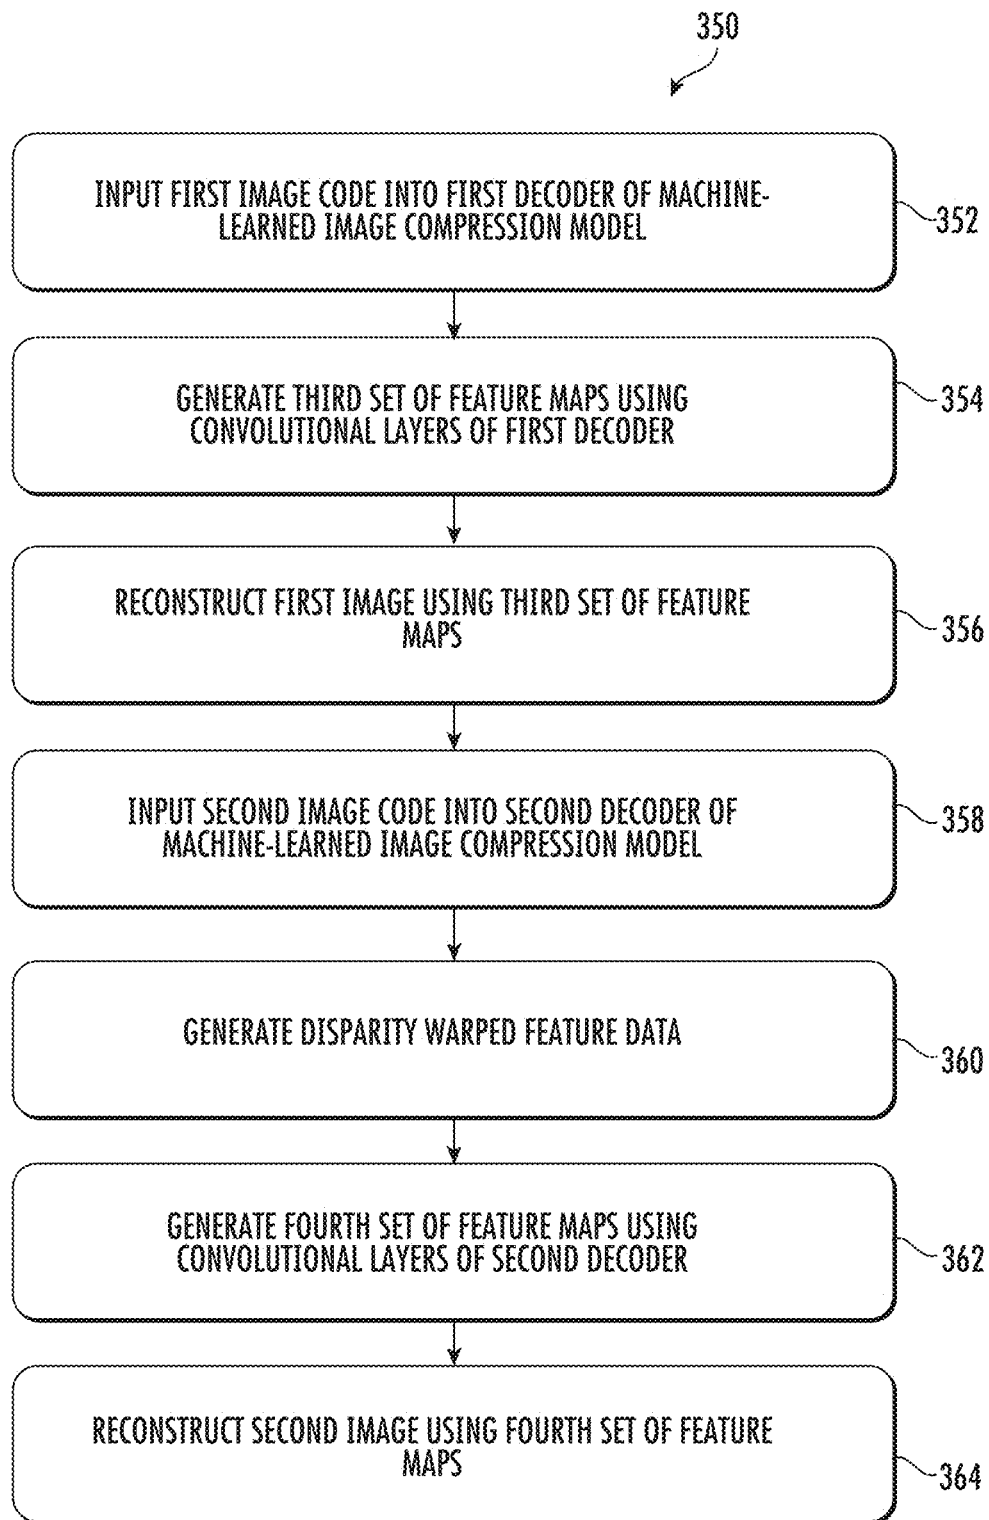 350
INPUT FIRST IMAGE CODE INTO FIRST DECODER OF MACHINE-
LEARNED IMAGE COMPRESSION MODEL
352
GENERATE THIRD SET OF FEATURE MAPS USING
CONVOLUTIONAL LAYERS OF FIRST DECODER
354
RECONSTRUCT FIRST IMAGE USING THIRD SET OF FEATURE
MAPS
356
INPUT SECOND IMAGE CODE INTO SECOND DECODER OF
MACHINE-LEARNED IMAGE COMPRESSION MODEL
358
GENERATE DISPARITY WARPED FEATURE DATA
360
GENERATE FOURTH SET OF FEATURE MAPS USING
CONVOLUTIONAL LAYERS OF SECOND DECODER
362
RECONSTRUCT SECOND IMAGE USING FOURTH SET OF FEATURE
MAPS
364